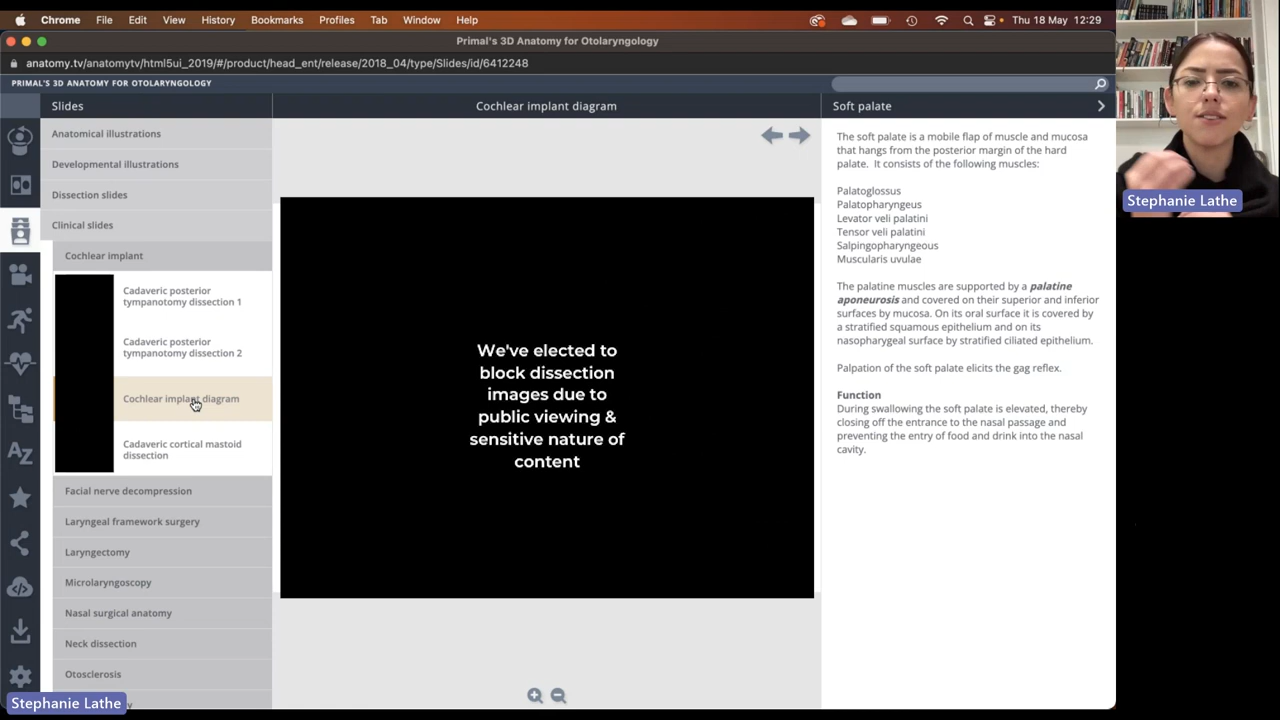 Chrome File Edit View History Bookmarks Profiles Tab Window Help Thu 18 May 12:29
Primal's 3D Anatomy for Otolaryngology
anatomy.tv/anatomytv/html5ui_2019/#/product/head_ent/release/2018_04/type/Slides/id/6412248
PRIMAL'S 3D ANATOMY FOR OTOLARYNGOLOGY
Slides
Anatomical illustrations
Developmental illustrations
Dissection slides
Clinical slides
Cochlear implant
Cadaveric posterior
tympanotomy dissection 1
Cadaveric posterior
tympanotomy dissection 2
Cochlear implant diagram
Cadaveric cortical mastoid
dissection
Facial nerve decompression
Laryngeal framework surgery
Laryngectomy
Microlaryngoscopy
Nasal surgical anatomy
Neck dissection
Otosclerosis
AZ
Stephanie Lathe
Cochlear implant diagram
We've elected to
block dissection
images due to
public viewing &
sensitive nature of
content
Soft palate
The soft palate is a mobile flap of muscle and mucosa
that hangs from the posterior margin of the hard
palate. It consists of the following muscles:
Palatoglossus
Palatopharyngeus
Levator veli palatini
Tensor veli palatini
Salpingopharyngeous
Muscularis uvulae
The palatine muscles are supported by a palatine
aponeurosis and covered on their superior and inferior
surfaces by mucosa. On its oral surface it is covered by
a stratified squamous epithelium and on its
nasopharygeal surface by stratified ciliated epithelium.
Palpation of the soft palate elicits the gag reflex.
Function
During swallowing the soft palate is elevated, thereby
closing off the entrance to the nasal passage and
preventing the entry of food and drink into the nasal
cavity.
Stephanie Lathe